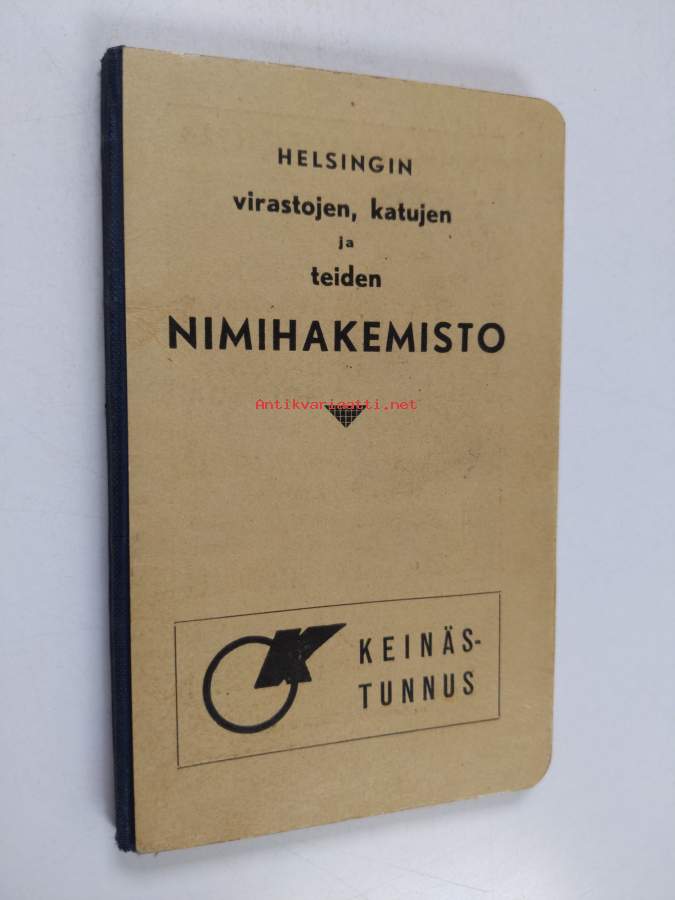 HELSINGIN
virastojen, katujen
ja
teiden
NIMIHAKEMISTO
Antikvariaatti.net
K
KEINÄS-
TUNNUS